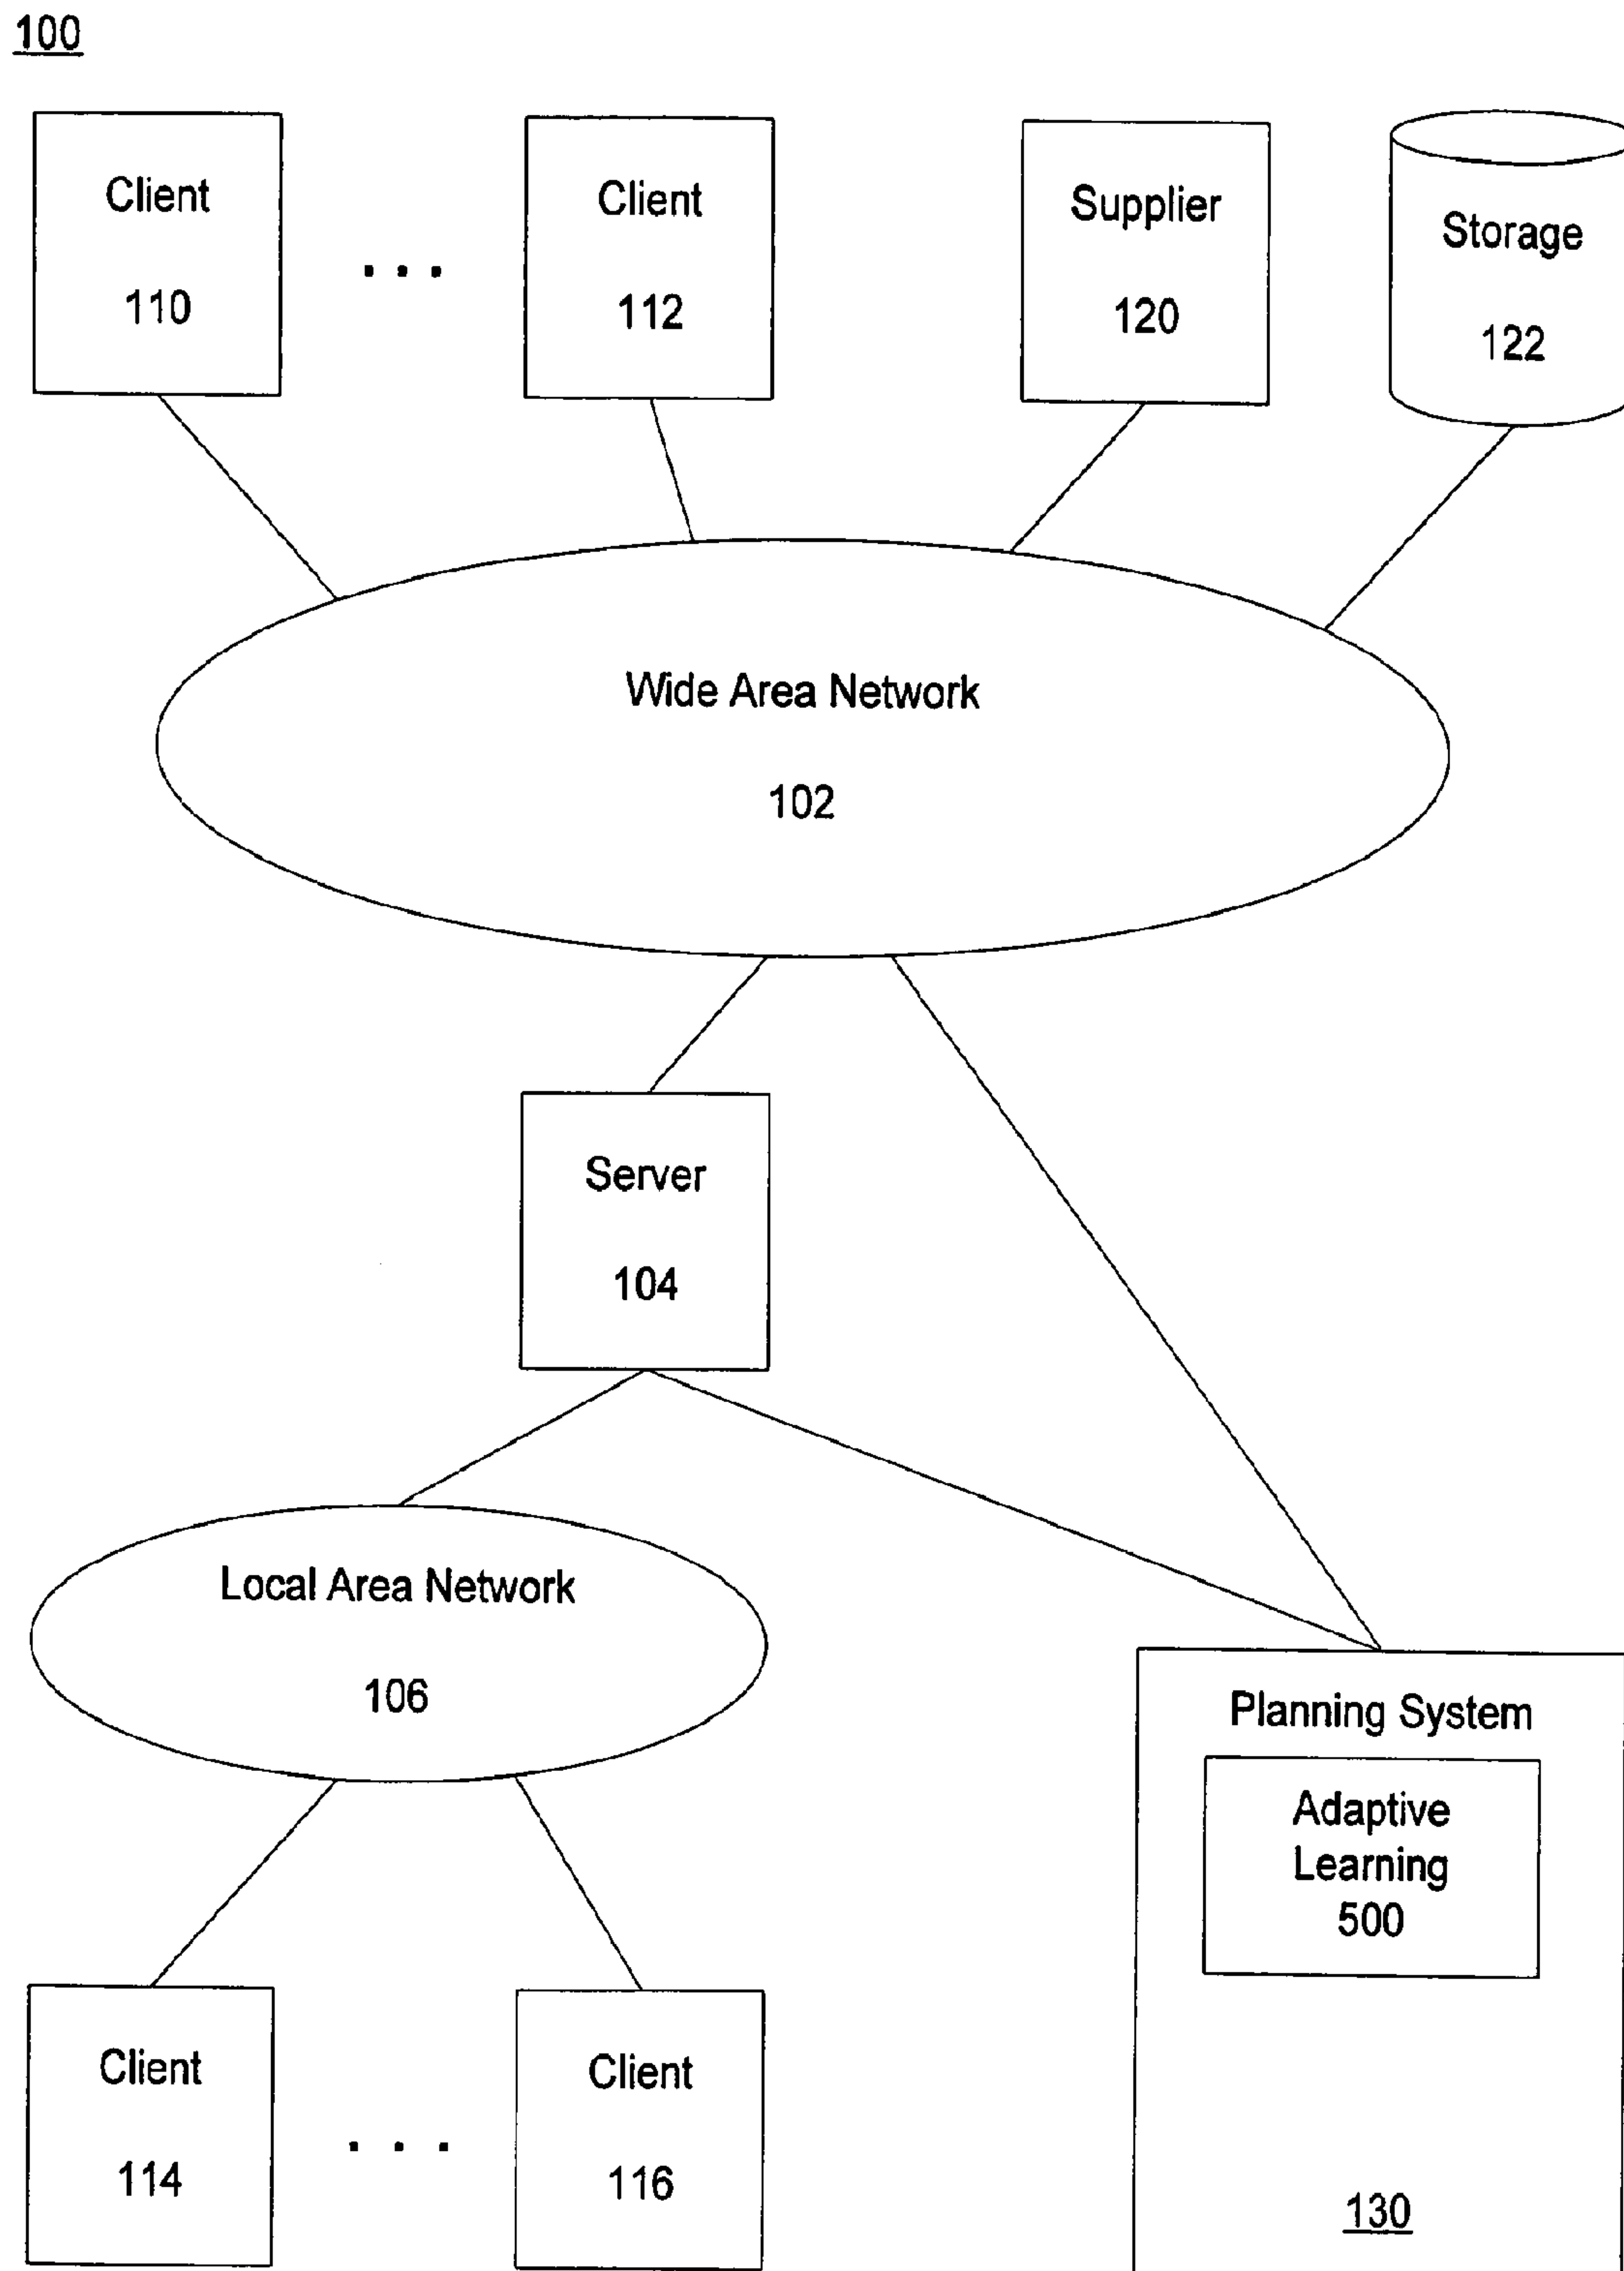 100
Client
110
. . .
Client
112
Supplier
120
Storage
122
Wide Area Network
102
Server
104
Local Area Network
106
Planning System
Adaptive
Learning
500
130
Client
114
. . .
Client
116